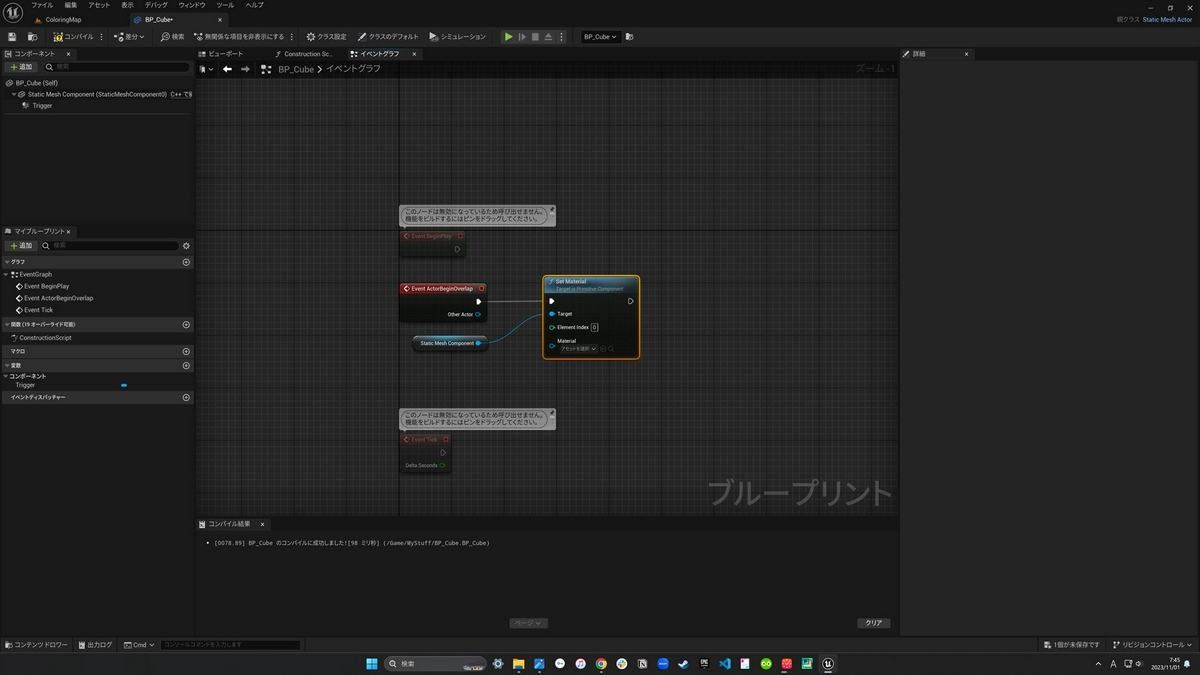 ファイル 編集 アセット 表示 デバッグ ウィンドウ ツール ヘルプ
ColoringMap
BP_Cube*
親クラス Static Mesh Actor
コンパイル
差分
検索
無関係な項目を非表示にする
クラス設定
クラスのデフォルト
シミュレーション
BP_Cube
コンポーネント
ビューポート
Construction Sc...
イベントグラフ
詳細
追加
検索
BP_Cube > イベントグラフ
ズーム -1
BP_Cube (Self)
Static Mesh Component (StaticMeshComponent0)
C++ で
Trigger
このノードは無効になっているため呼び出せません。
機能をビルドするにはピンをドラッグしてください。
Event BeginPlay
マイブループリント
追加
検索
グラフ
EventGraph
Event BeginPlay
Event ActorBeginOverlap
Event Tick
関数 (19 オーバーライド可能)
ConstructionScript
マクロ
変数
コンポーネント
Trigger
イベントディスパッチャー
Event ActorBeginOverlap
Other Actor
Static Mesh Component
Set Material
Target is Primitive Component
Target
Element Index 0
Material
アセットを選択
このノードは無効になっているため呼び出せません。
機能をビルドするにはピンをドラッグしてください。
Event Tick
Delta Seconds
ブループリント
コンパイル結果
[0078.89] BP_Cube のコンパイルに成功しました![98 ミリ秒] (/Game/MyStuff/BP_Cube.BP_Cube)
ページ
クリア
コンテンツドロワー
出力ログ
Cmd
コンソールコマンドを入力します
1個が未保存です
リビジョンコントロール
検索
A
7:45
2023/11/01